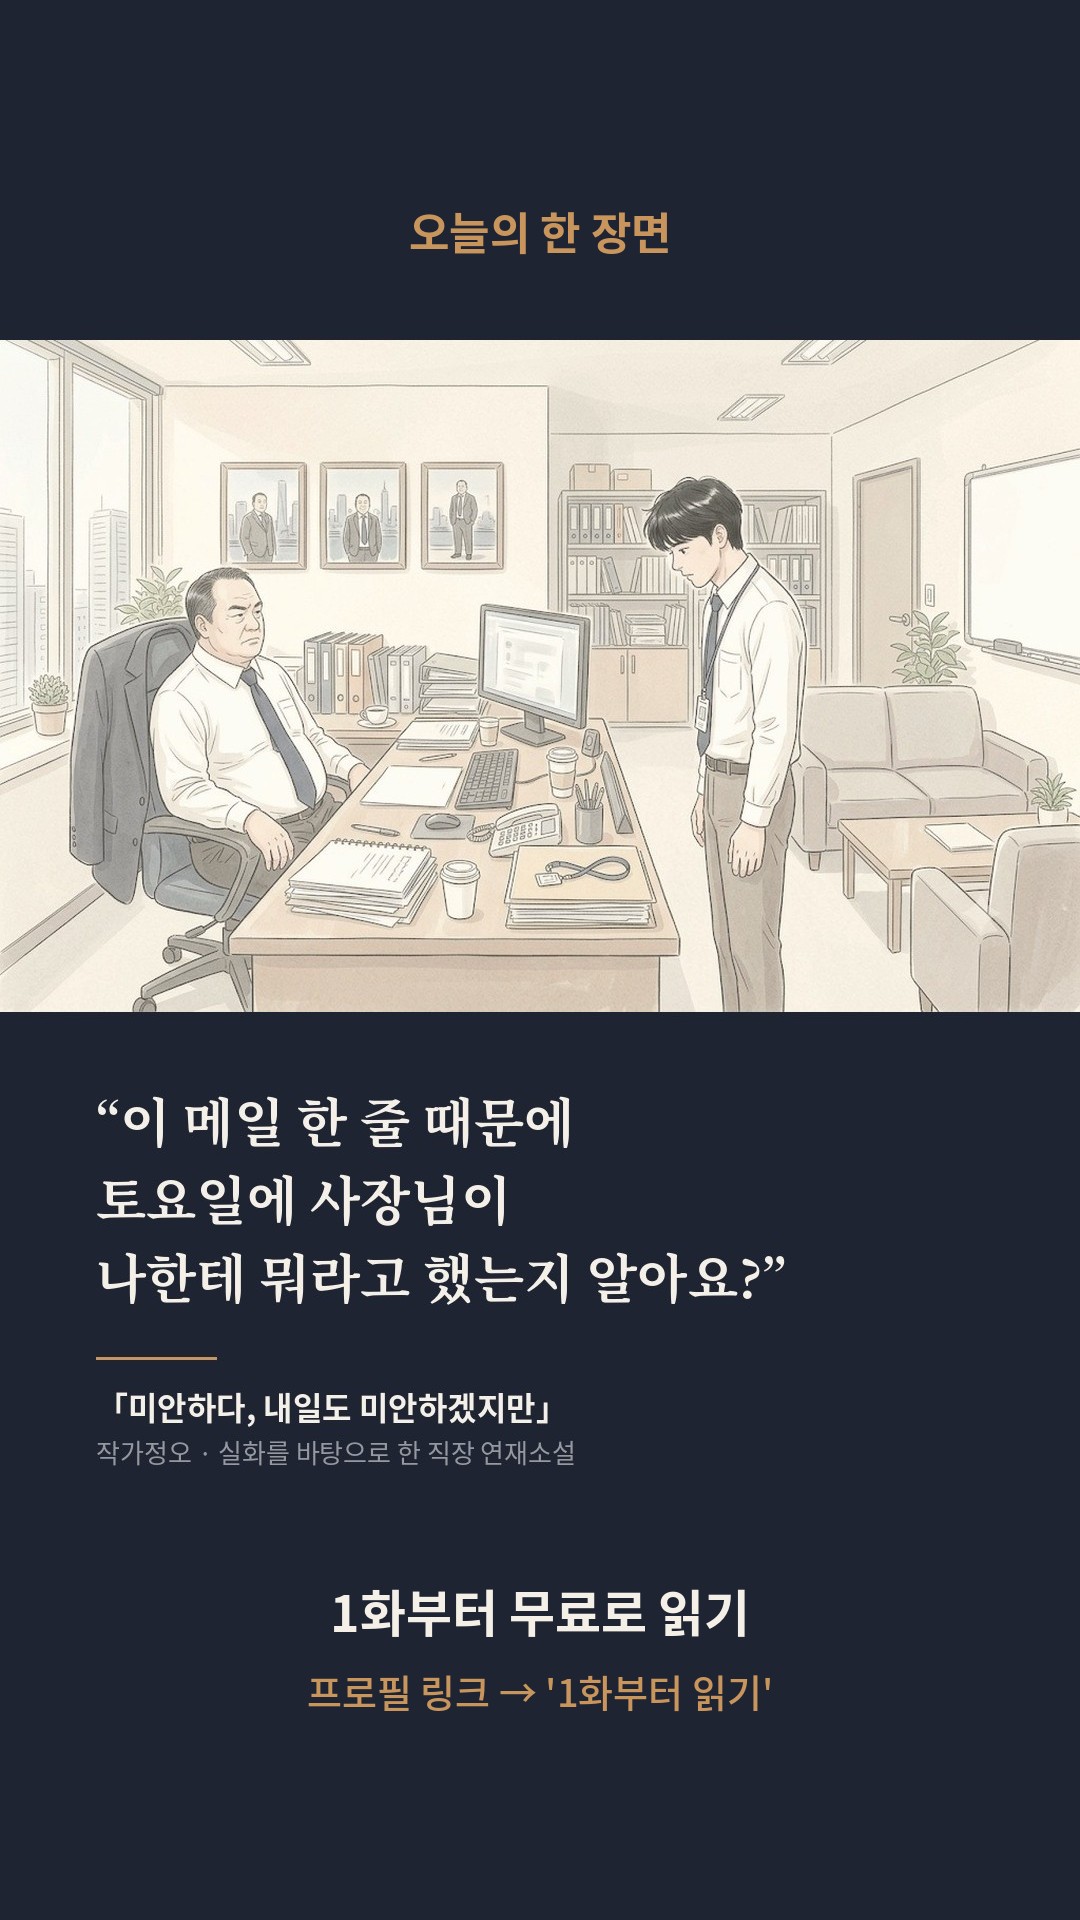 오늘의 한 장면
“이 메일 한 줄 때문에
토요일에 사장님이
나한테 뭐라고 했는지 알아요?”
「미안하다, 내일도 미안하겠지만」
작가정오 · 실화를 바탕으로 한 직장 연재소설
1화부터 무료로 읽기
프로필 링크 → '1화부터 읽기'